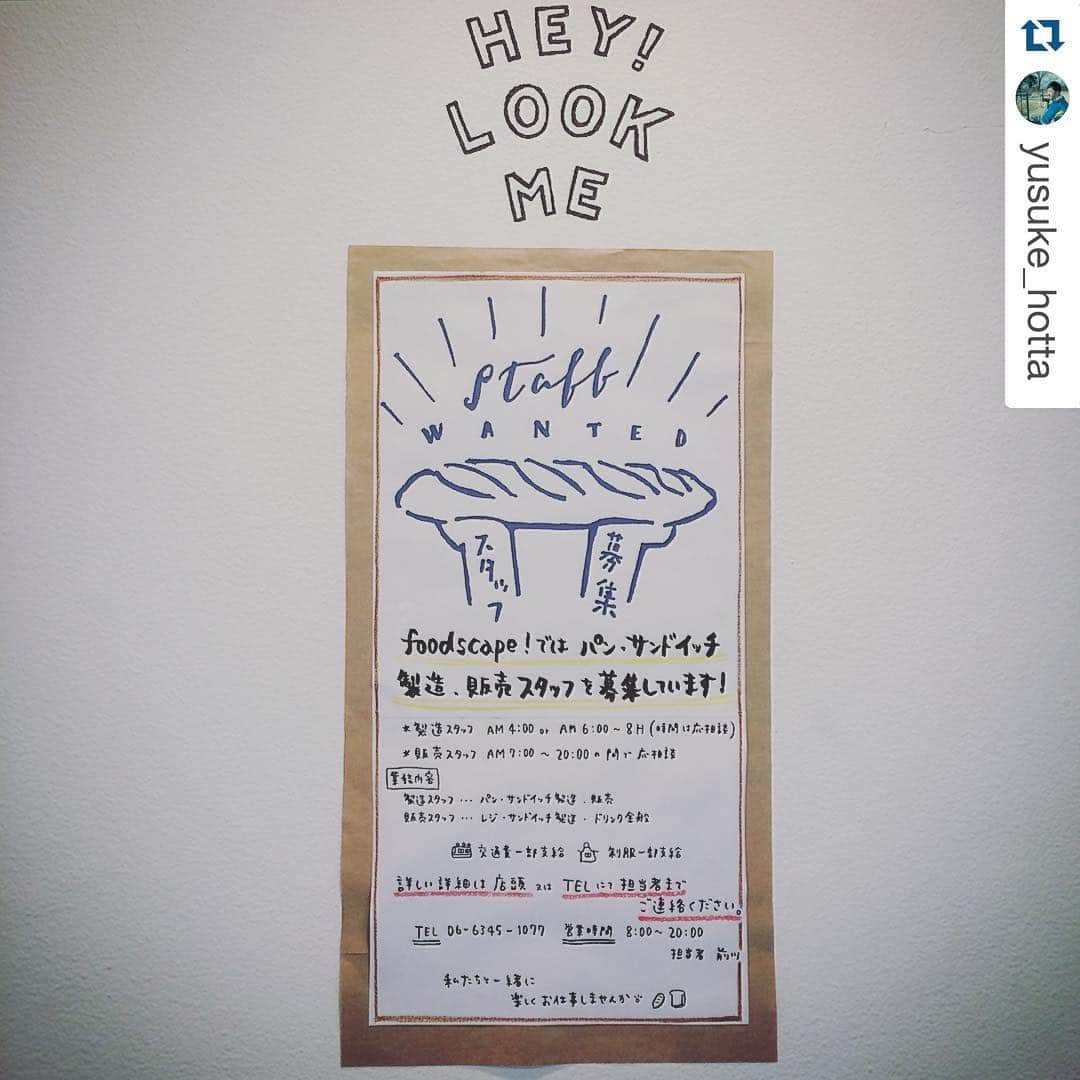 HEY!
LOOK
ME
yusuke_hottta
staff
WANTED
スタッフ
募集
foodscape!では パン・サンドイッチ
製造、販売スタッフを募集しています!
*製造スタッフ AM 4:00 or AM 6:00~8H (時間は応相談)
*販売スタッフ AM 7:00 ~ 20:00の間で応相談
業務内容
製造スタッフ … パン・サンドイッチ製造、販売
販売スタッフ … レジ・サンドイッチ製造・ドリンク全般
交通費一部支給 制服一部支給
詳しい詳細は店頭又は TELにて担当者まで
ご連絡ください。
TEL 06-6345-1077 営業時間 8:00~20:00
担当者 前川
私たちと一緒に
楽しくお仕事しませんか